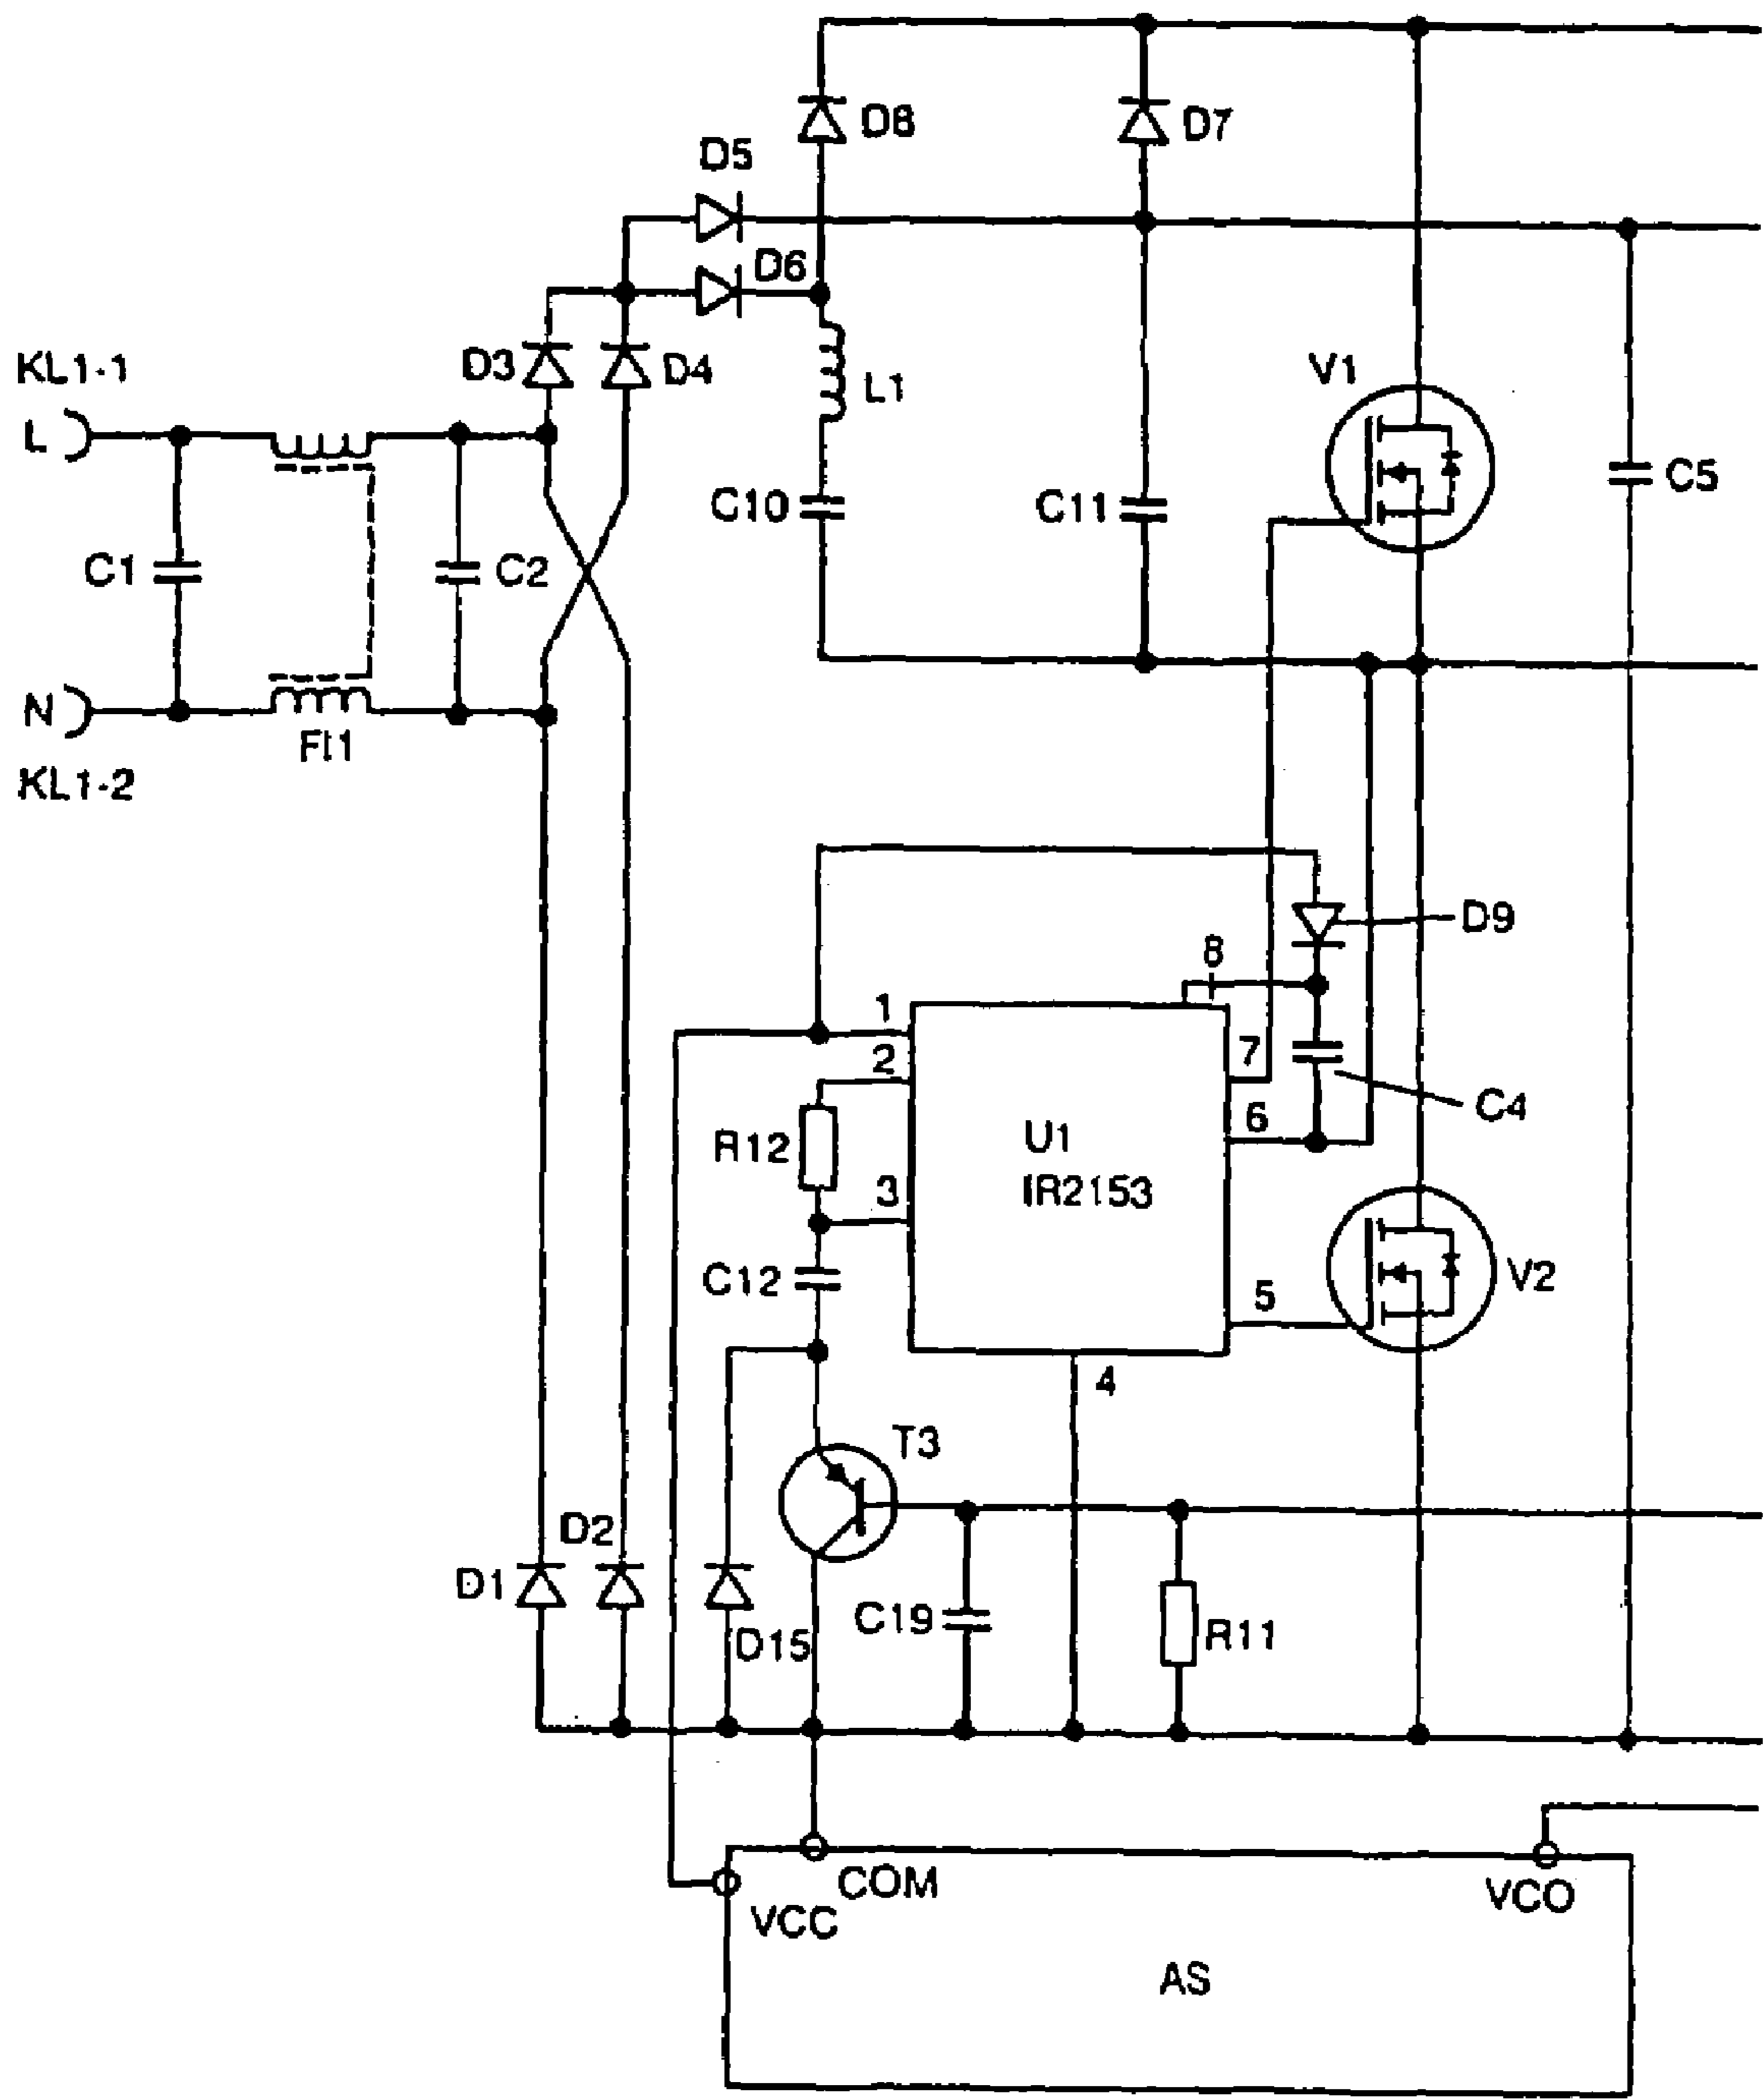 D8
D7
D5
D6
KL1-1
D3
D4
V1
L
L1
C10
C11
C5
C1
C2
N
FI1
KL1-2
D9
8
1
2
7
C4
6
R12
U1
3
IR2153
C12
5
V2
4
T3
D2
D1
C19
R11
D15
COM
VCC
VCO
AS